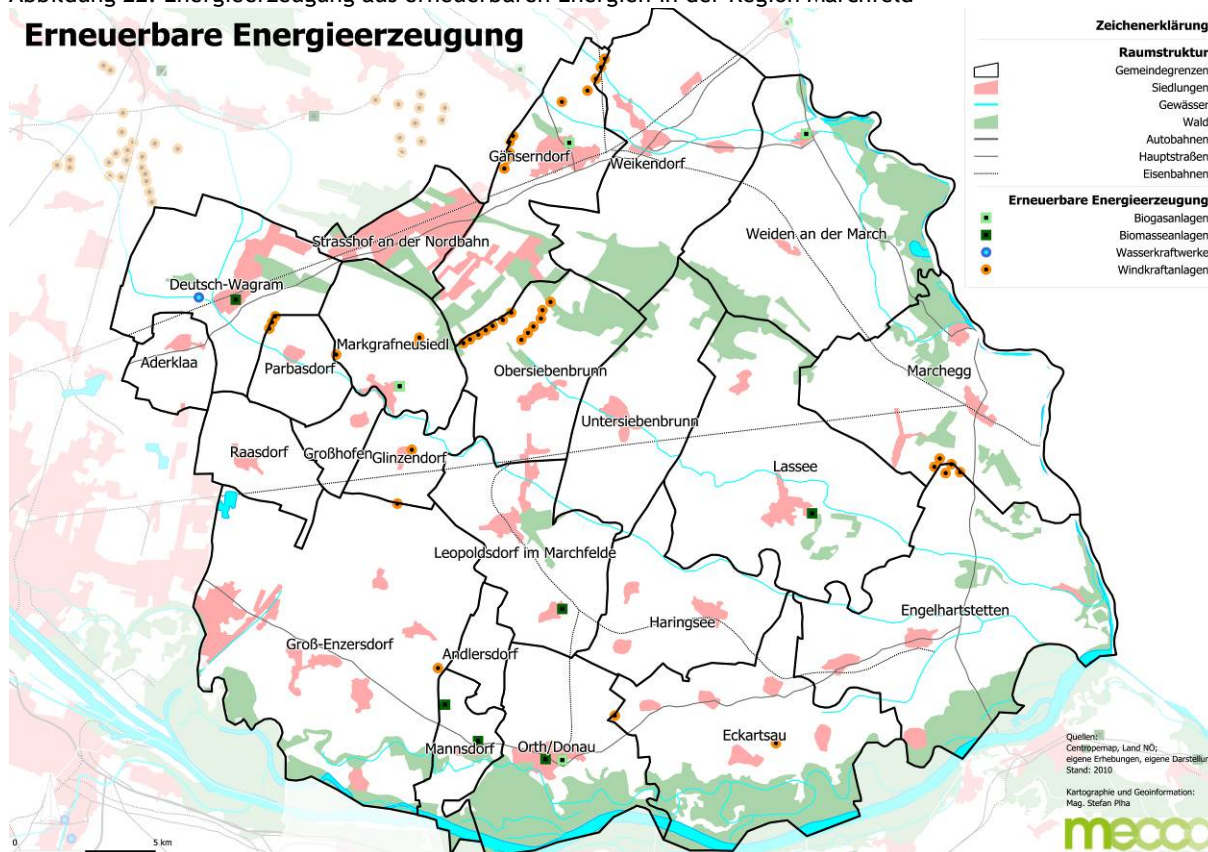 Abbildung 22: Energieerzeugung aus erneuerbaren Energien in der Region Marchfeld
Erneuerbare Energieerzeugung
Zeichenerklärung
Raumstruktur
Gemeindegrenzen
Siedlungen
Gewässer
Wald
Autobahnen
Hauptstraßen
Eisenbahnen
Erneuerbare Energieerzeugung
Biogasanlagen
Biomasseanlagen
Wasserkraftwerke
Windkraftanlagen
Gänserndorf
Weikendorf
Strasshof an der Nordbahn
Weiden an der March
Deutsch-Wagram
Aderklaa
Parbasdorf
Markgrafneusiedl
Obersiebenbrunn
Marchegg
Untersiebenbrunn
Raasdorf
Großhofen
Glinzendorf
Lassee
Leopoldsdorf im Marchfelde
Engelhartstetten
Haringsee
Groß-Enzersdorf
Andlersdorf
Mannsdorf
Orth/Donau
Eckartsau
Quellen:
Centropemap, Land NÖ;
eigene Erhebungen, eigene Darstellun
Stand: 2010
Kartographie und Geoinformation:
Mag. Stefan Plha
mecca
0 5 km